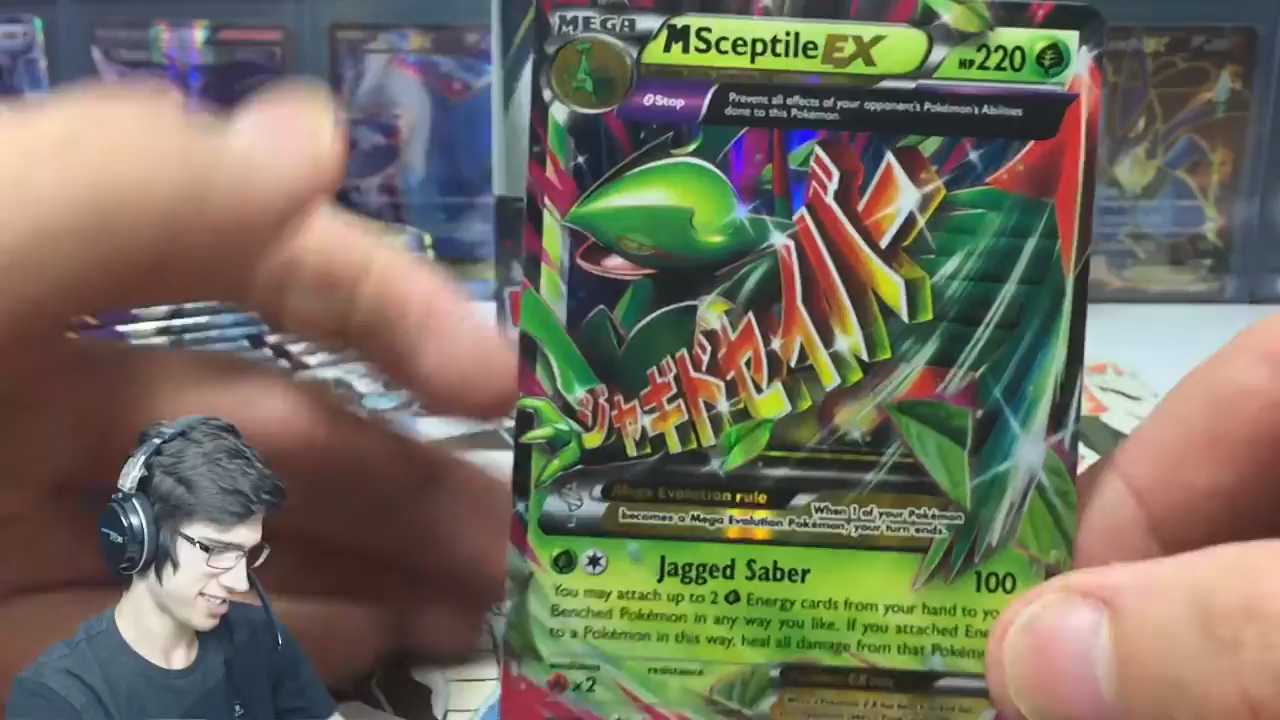 MEGA
M Sceptile EX HP 220
θ Stop
Prevent all effects of your opponent's Pokémon's Abilities
done to this Pokémon.
ジャギドセイバー
Mega Evolution rule
When 1 of your Pokémon
becomes a Mega Evolution Pokémon, your turn ends.
Jagged Saber 100
You may attach up to 2 Energy cards from your hand to yo
Benched Pokémon in any way you like. If you attached Ene
to a Pokémon in this way, heal all damage from that Pokém
weakness resistance
×2